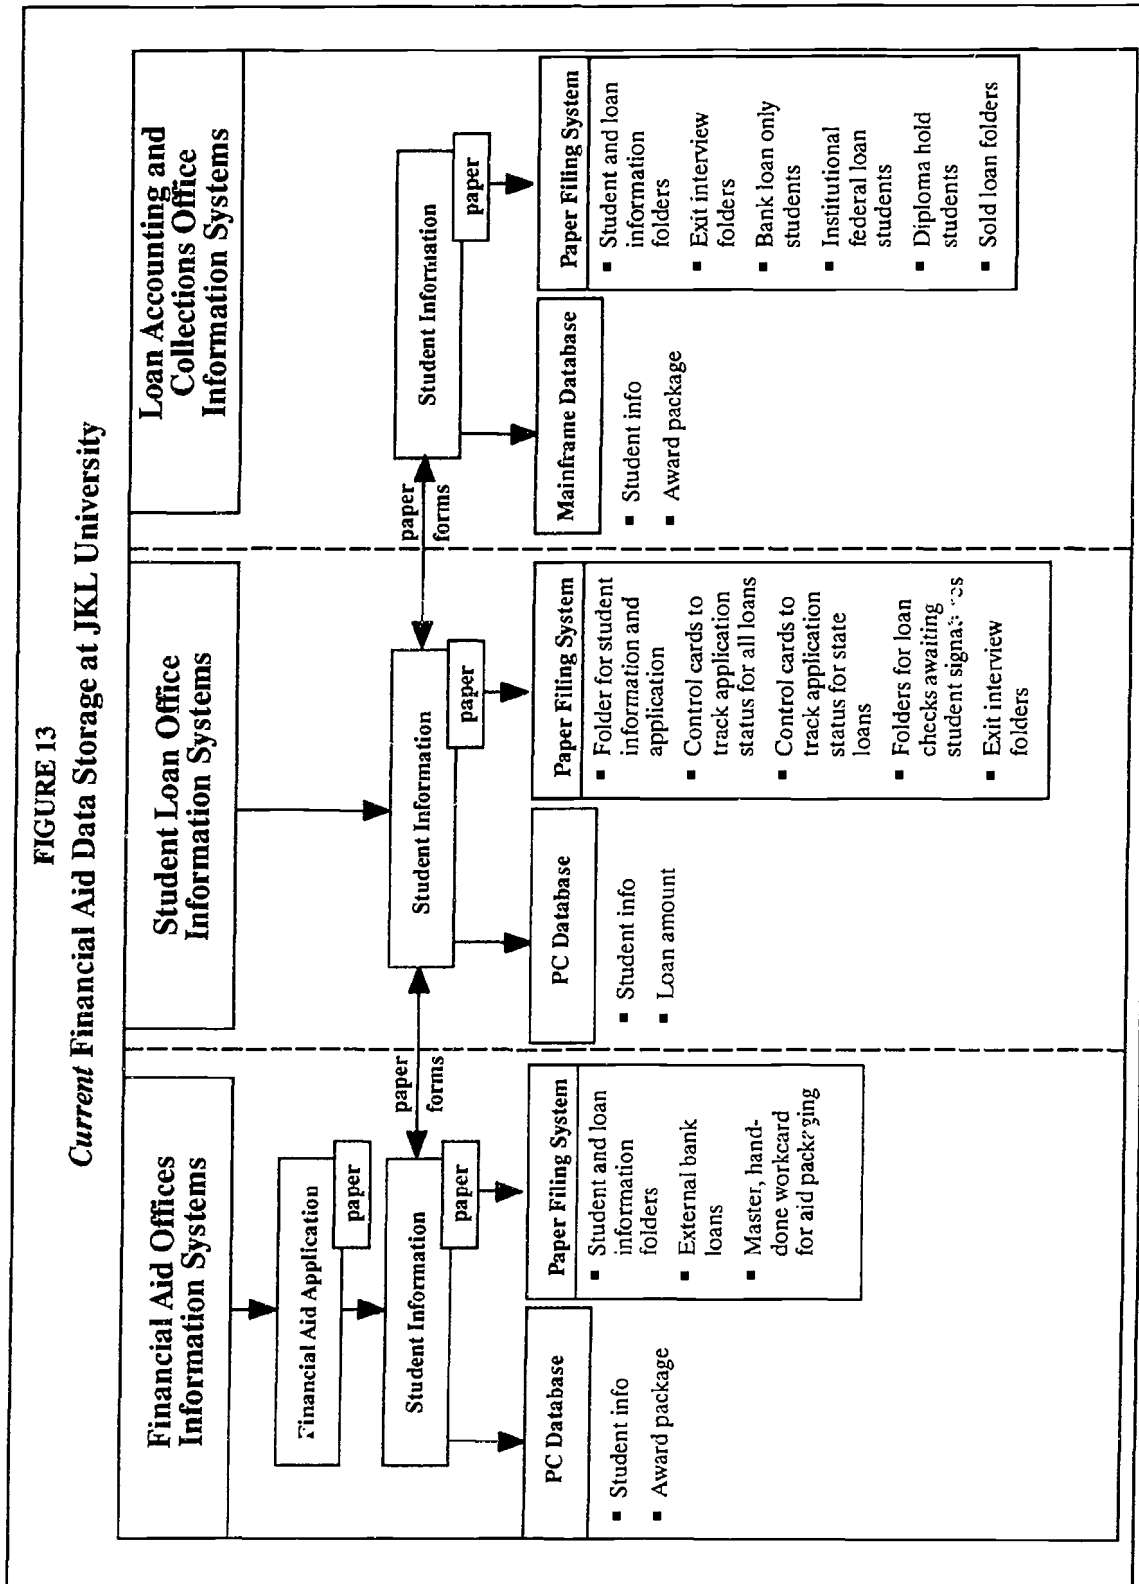 FIGURE 13
Current Financial Aid Data Storage at JKL University
Financial Aid Offices
Information Systems
Financial Aid Application
paper
Student Information
paper
PC Database
▪ Student info
▪ Award package
Paper Filing System
▪ Student and loan
information
folders
▪ External bank
loans
▪ Master, hand-
done workcard
for aid packaging
paper
forms
Student Loan Office
Information Systems
Student Information
paper
PC Database
▪ Student info
▪ Loan amount
Paper Filing System
▪ Folder for student
information and
application
▪ Control cards to
track application
status for all loans
▪ Control cards to
track application
status for state
loans
▪ Folders for loan
checks awaiting
student signatures
▪ Exit interview
folders
paper
forms
Loan Accounting and
Collections Office
Information Systems
Student Information
paper
Mainframe Database
▪ Student info
▪ Award package
Paper Filing System
▪ Student and loan
information
folders
▪ Exit interview
folders
▪ Bank loan only
students
▪ Institutional
federal loan
students
▪ Diploma hold
students
▪ Sold loan folders